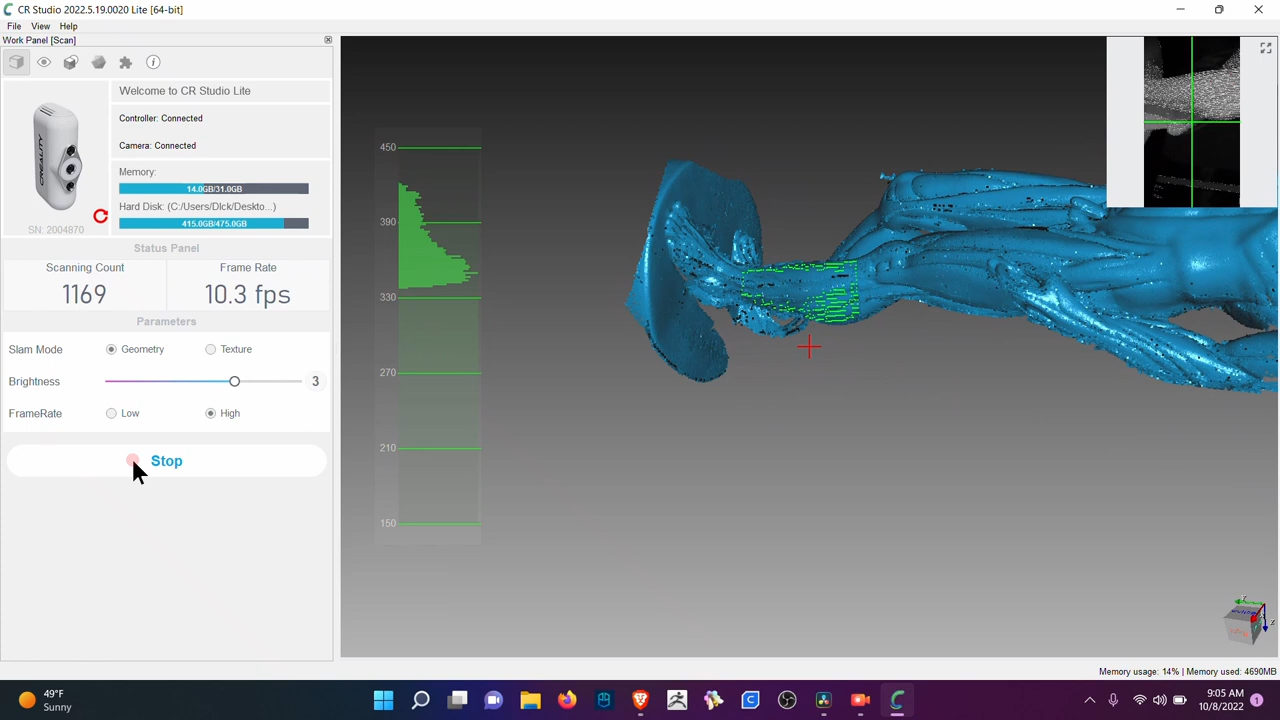 CR Studio 2022.5.19.0020 Lite [64-bit]
File View Help
Work Panel [Scan]
Welcome to CR Studio Lite
Controller: Connected
Camera: Connected
Memory:
14.0GB/31.0GB
Hard Disk: (C:/Users/Dlck/Deskto...)
415.0GB/475.0GB
CREALITY
SN: 2004870
Status Panel
Scanning Count Frame Rate
1169 10.3 fps
Parameters
Slam Mode Geometry Texture
Brightness 3
FrameRate Low High
Stop
450
390
330
270
210
150
Memory usage: 14% | Memory used: 4690MB
49°F
Sunny
9:05 AM
10/8/2022
1